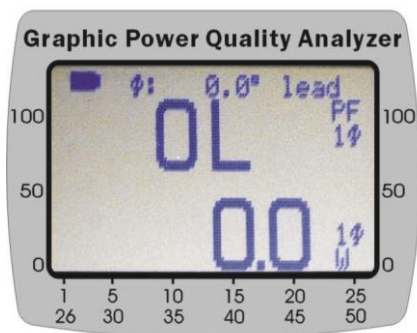 Graphic Power Quality Analyzer
Φ: 0.0° lead
PF
100 100
OL 1Φ
50 50
0.0 1Φ
0 W 0
1 5 10 15 20 25
26 30 35 40 45 50